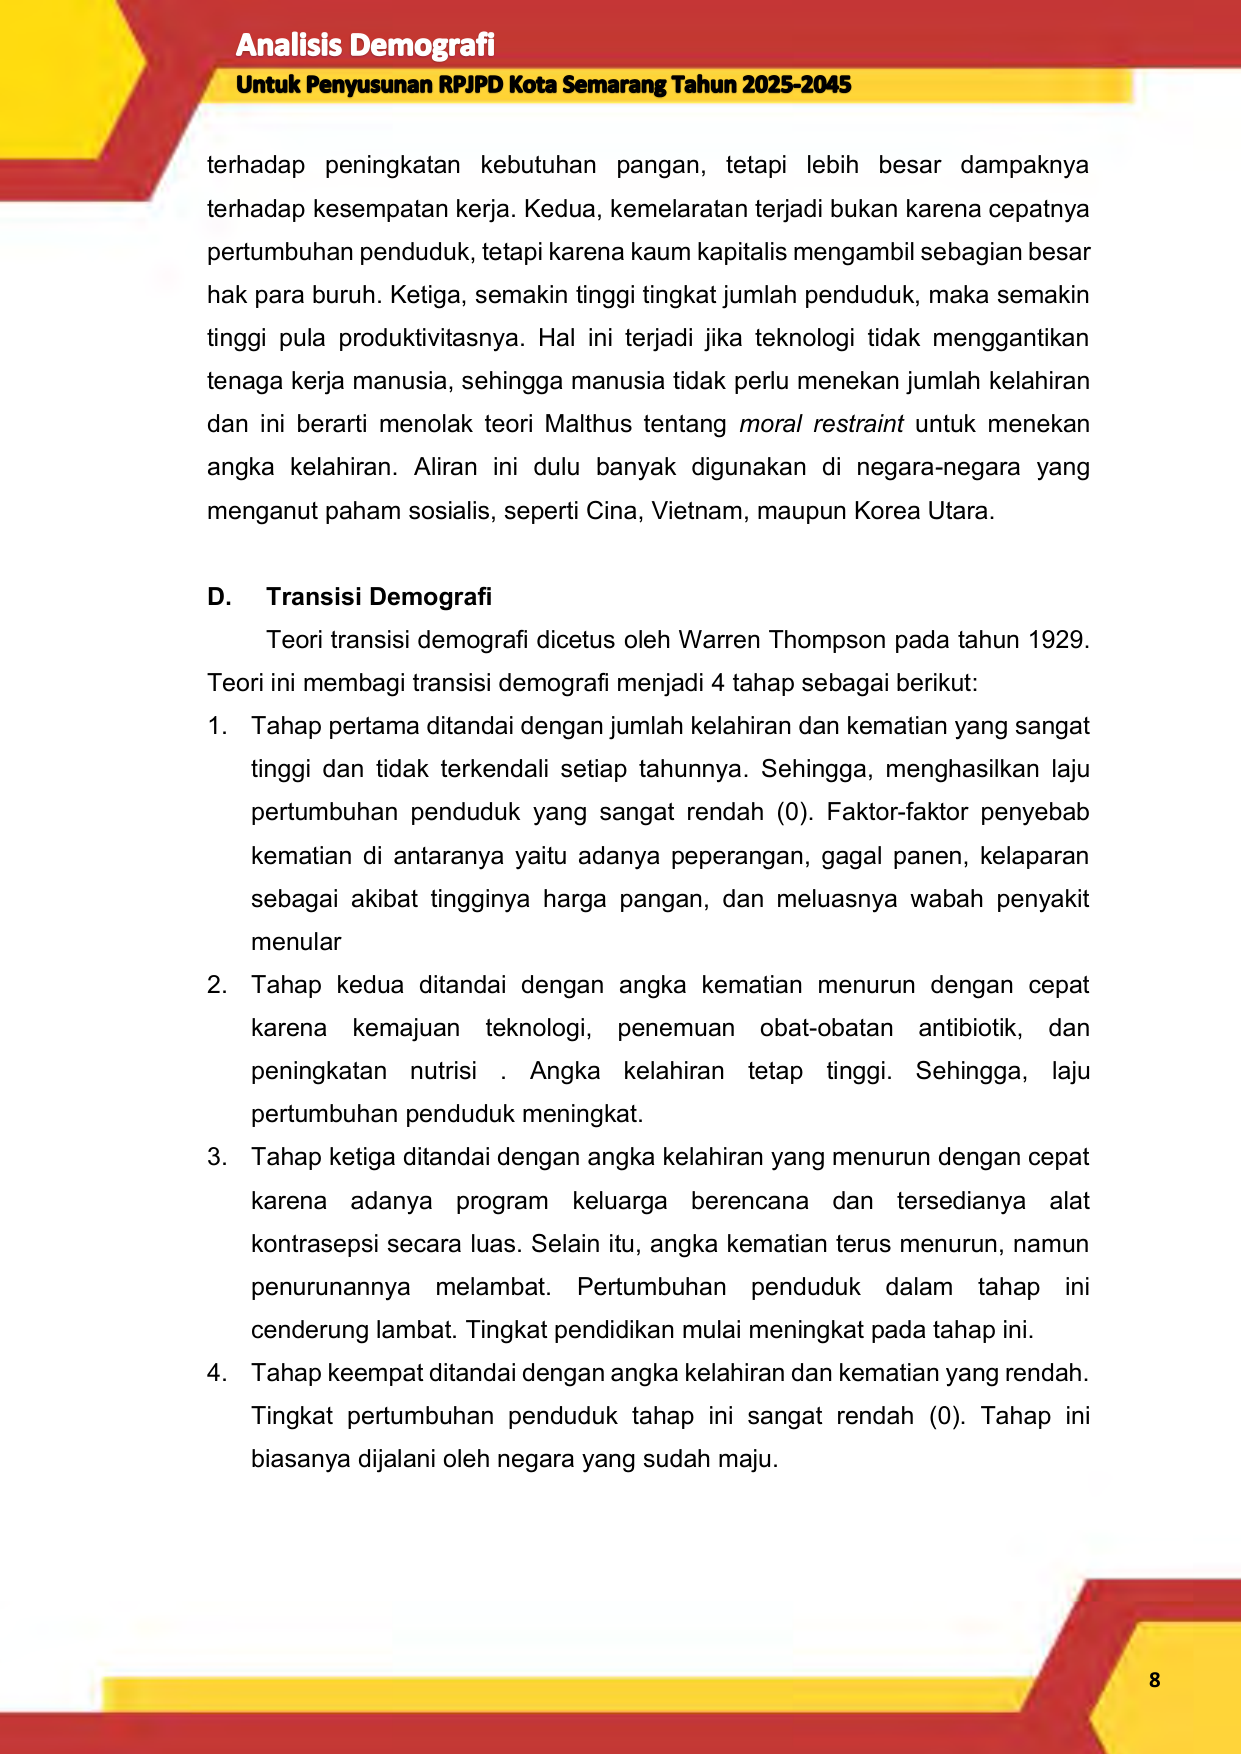 Analisis Demografi
Untuk Penyusunan RPJPD Kota Semarang Tahun 2025-2045
terhadap peningkatan kebutuhan pangan, tetapi lebih besar dampaknya
terhadap kesempatan kerja. Kedua, kemelaratan terjadi bukan karena cepatnya
pertumbuhan penduduk, tetapi karena kaum kapitalis mengambil sebagian besar
hak para buruh. Ketiga, semakin tinggi tingkat jumlah penduduk, maka semakin
tinggi pula produktivitasnya. Hal ini terjadi jika teknologi tidak menggantikan
tenaga kerja manusia, sehingga manusia tidak perlu menekan jumlah kelahiran
dan ini berarti menolak teori Malthus tentang moral restraint untuk menekan
angka kelahiran. Aliran ini dulu banyak digunakan di negara-negara yang
menganut paham sosialis, seperti Cina, Vietnam, maupun Korea Utara.
D. Transisi Demografi
Teori transisi demografi dicetus oleh Warren Thompson pada tahun 1929.
Teori ini membagi transisi demografi menjadi 4 tahap sebagai berikut:
1. Tahap pertama ditandai dengan jumlah kelahiran dan kematian yang sangat
tinggi dan tidak terkendali setiap tahunnya. Sehingga, menghasilkan laju
pertumbuhan penduduk yang sangat rendah (0). Faktor-faktor penyebab
kematian di antaranya yaitu adanya peperangan, gagal panen, kelaparan
sebagai akibat tingginya harga pangan, dan meluasnya wabah penyakit
menular
2. Tahap kedua ditandai dengan angka kematian menurun dengan cepat
karena kemajuan teknologi, penemuan obat-obatan antibiotik, dan
peningkatan nutrisi . Angka kelahiran tetap tinggi. Sehingga, laju
pertumbuhan penduduk meningkat.
3. Tahap ketiga ditandai dengan angka kelahiran yang menurun dengan cepat
karena adanya program keluarga berencana dan tersedianya alat
kontrasepsi secara luas. Selain itu, angka kematian terus menurun, namun
penurunannya melambat. Pertumbuhan penduduk dalam tahap ini
cenderung lambat. Tingkat pendidikan mulai meningkat pada tahap ini.
4. Tahap keempat ditandai dengan angka kelahiran dan kematian yang rendah.
Tingkat pertumbuhan penduduk tahap ini sangat rendah (0). Tahap ini
biasanya dijalani oleh negara yang sudah maju.
8